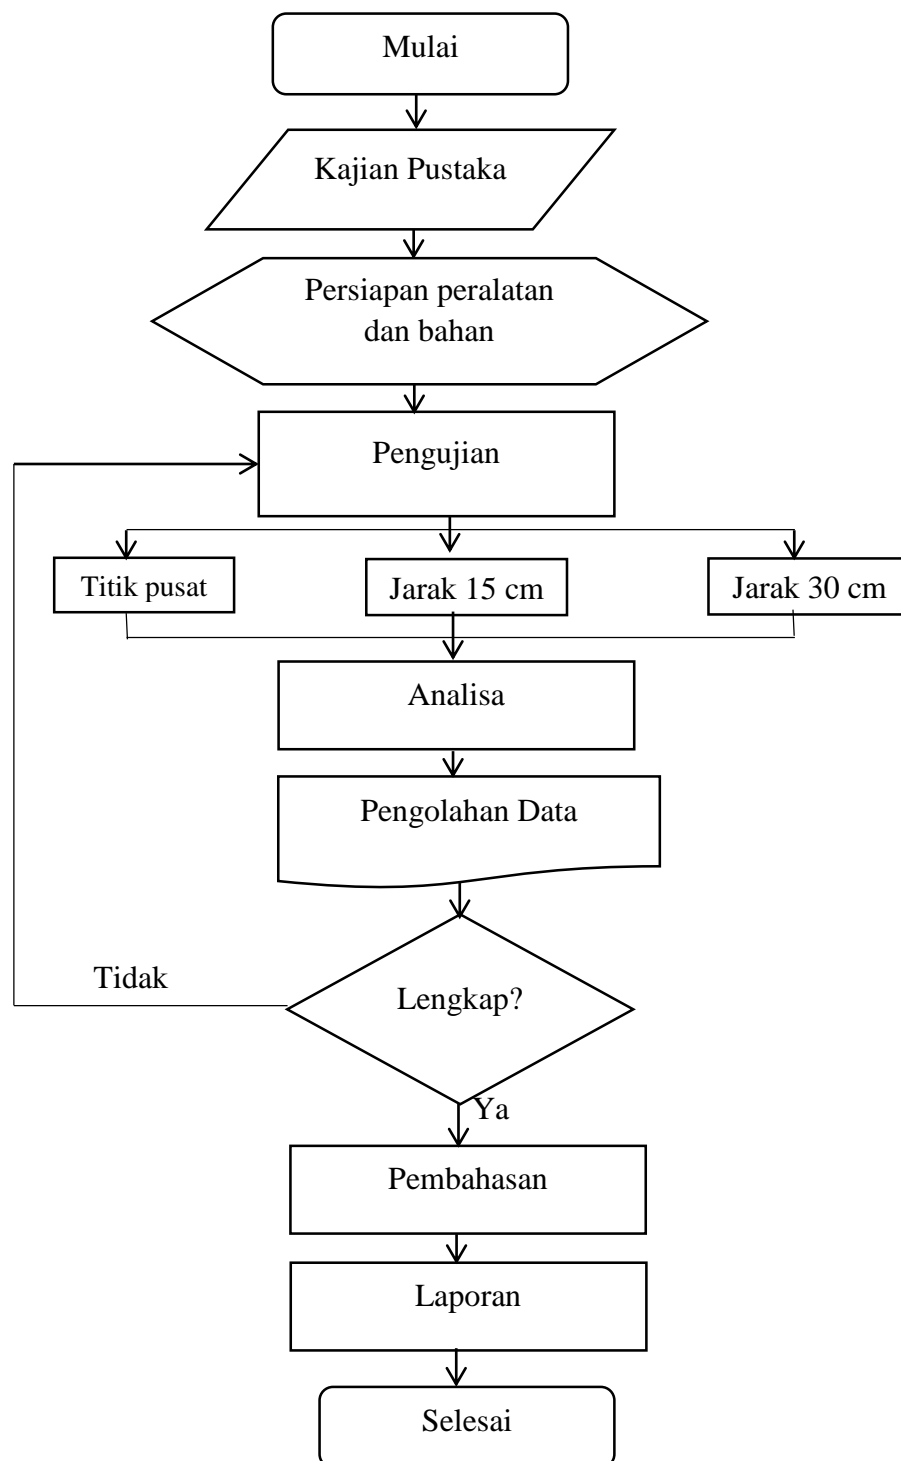 Mulai
Kajian Pustaka
Persiapan peralatan
dan bahan
Pengujian
Titik pusat
Jarak 15 cm
Jarak 30 cm
Analisa
Pengolahan Data
Tidak
Lengkap?
Ya
Pembahasan
Laporan
Selesai